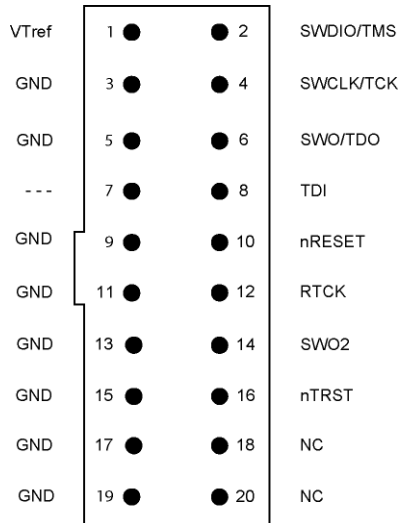 VTref 1 2 SWDIO/TMS
GND 3 4 SWCLK/TCK
GND 5 6 SWO/TDO
--- 7 8 TDI
GND 9 10 nRESET
GND 11 12 RTCK
GND 13 14 SWO2
GND 15 16 nTRST
GND 17 18 NC
GND 19 20 NC